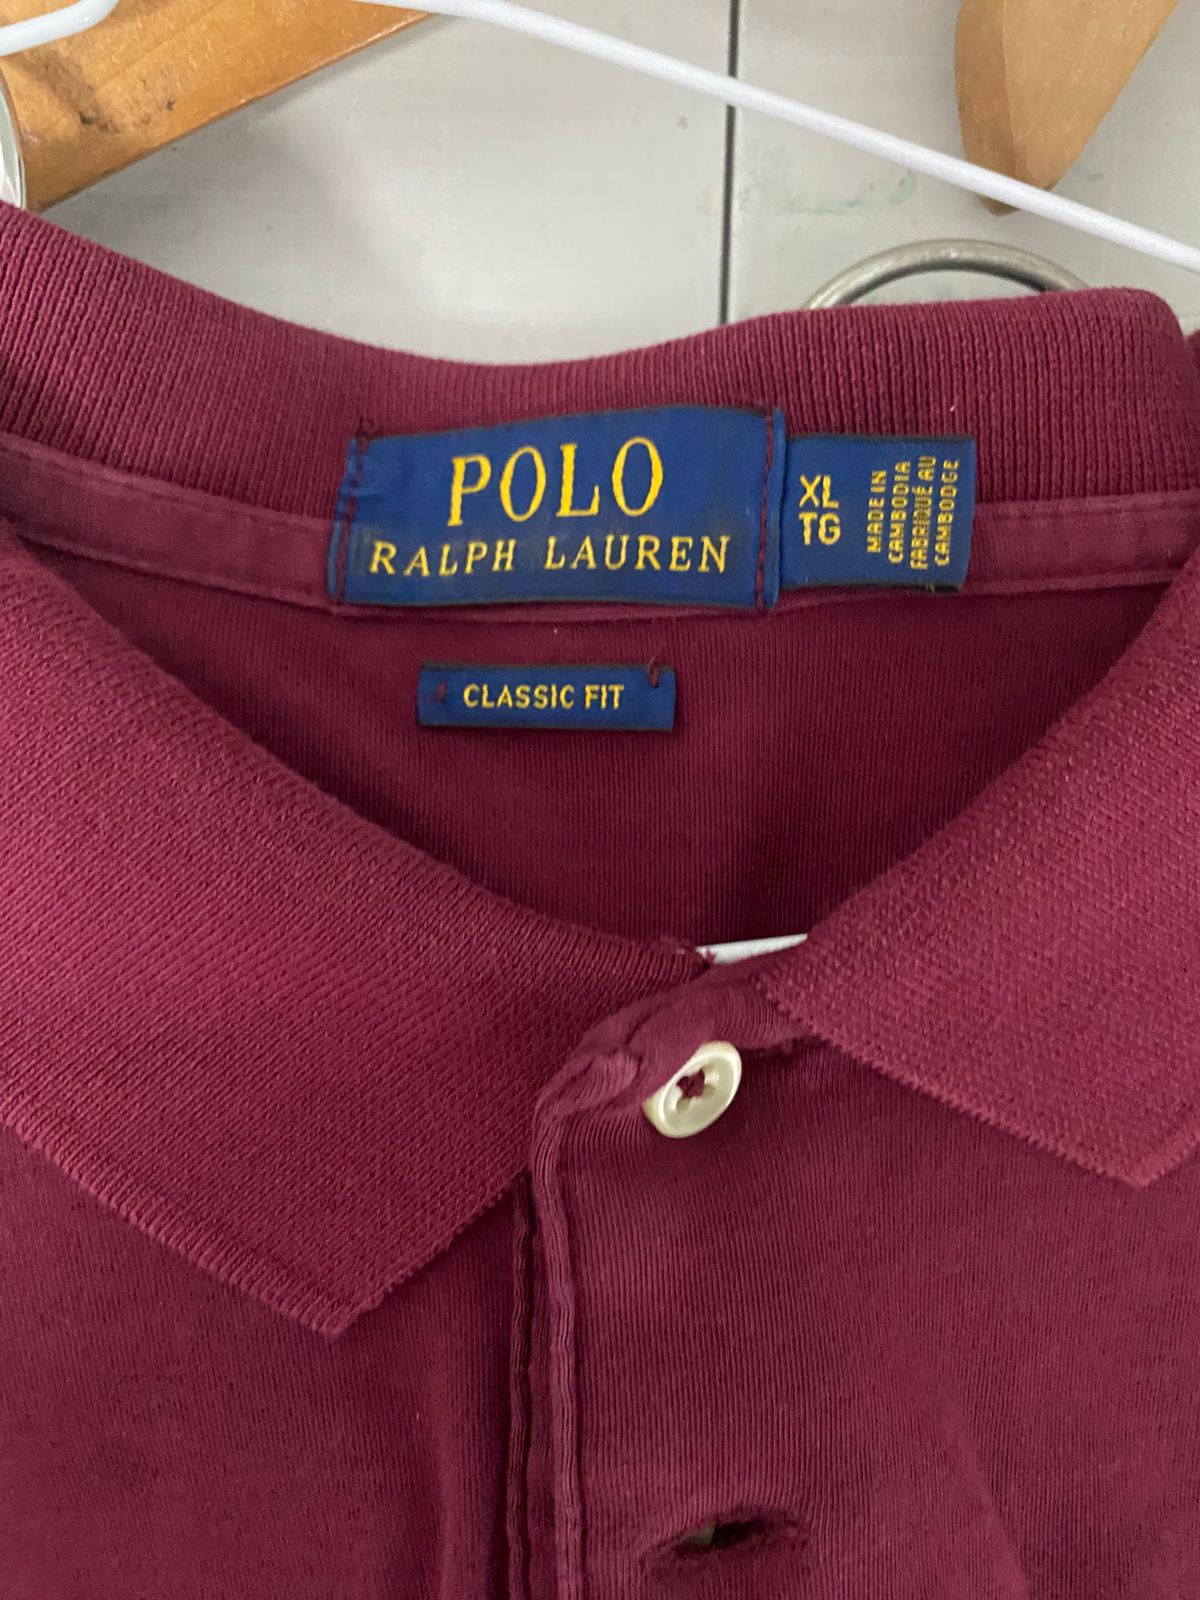 POLO
RALPH LAUREN
XL
TG
MADE IN
CAMBODIA
FABRIQUÉ AU
CAMBODGE
CLASSIC FIT